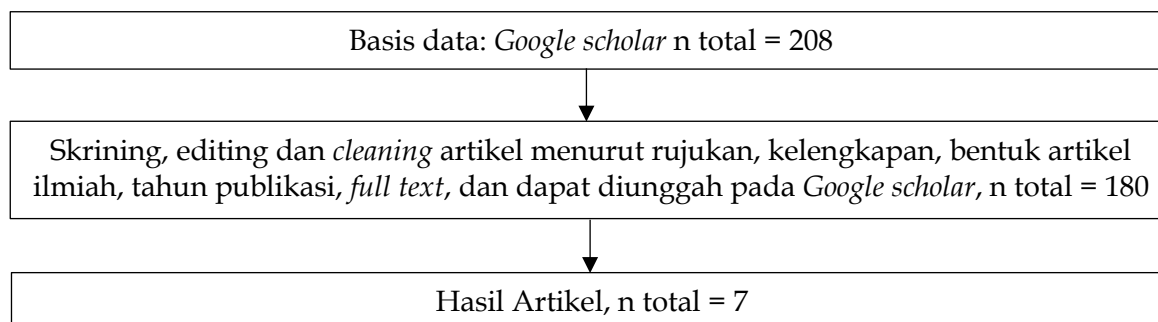 Basis data: Google scholar n total = 208
Skrining, editing dan cleaning artikel menurut rujukan, kelengkapan, bentuk artikel
ilmiah, tahun publikasi, full text, dan dapat diunggah pada Google scholar, n total = 180
Hasil Artikel, n total = 7